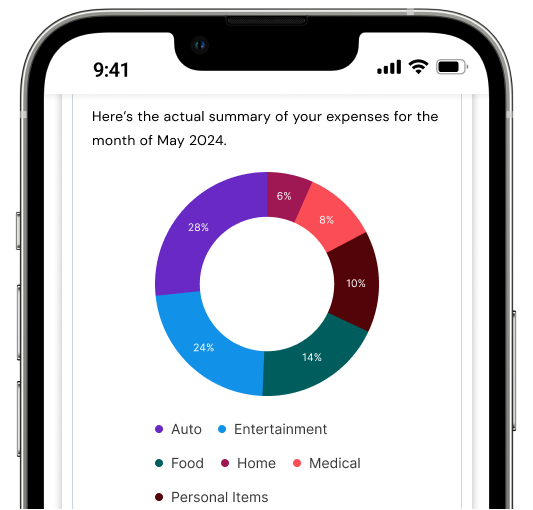 9:41
Here’s the actual summary of your expenses for the
month of May 2024.
6%
28%
8%
10%
24%
14%
Auto Entertainment
Food Home Medical
Personal Items